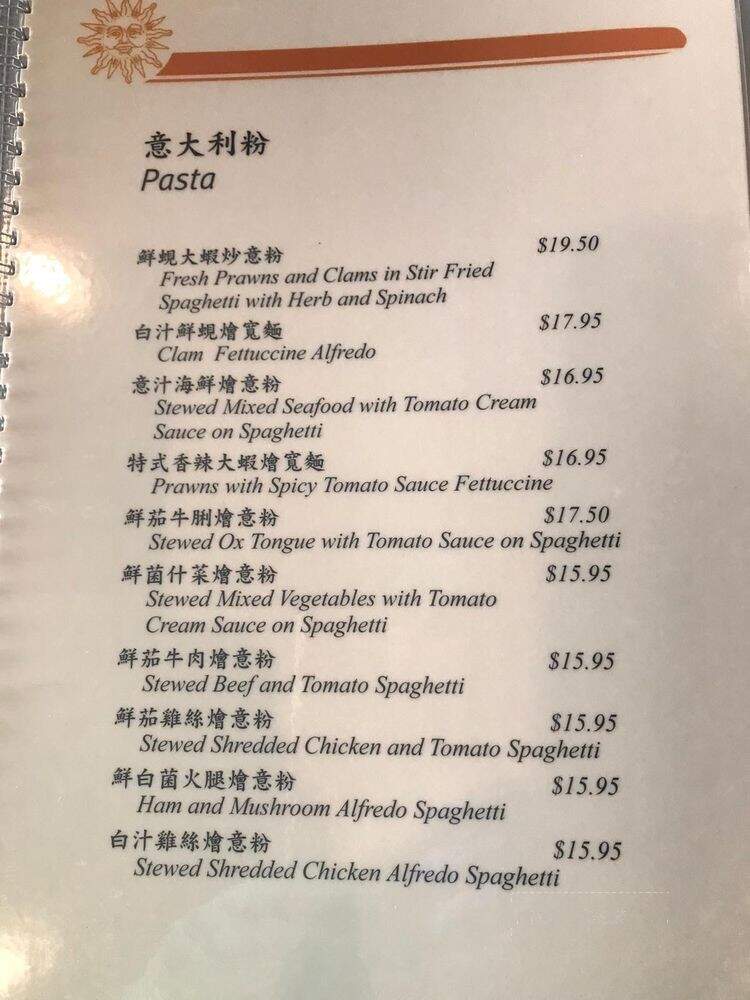 意大利粉
Pasta
鮮蜆大蝦炒意粉 $19.50
Fresh Prawns and Clams in Stir Fried
Spaghetti with Herb and Spinach
白汁鮮蜆燴寬麵 $17.95
Clam Fettuccine Alfredo
意汁海鮮燴意粉 $16.95
Stewed Mixed Seafood with Tomato Cream
Sauce on Spaghetti
特式香辣大蝦燴寬麵 $16.95
Prawns with Spicy Tomato Sauce Fettuccine
鮮茄牛脷燴意粉 $17.50
Stewed Ox Tongue with Tomato Sauce on Spaghetti
鮮菌什菜燴意粉 $15.95
Stewed Mixed Vegetables with Tomato
Cream Sauce on Spaghetti
鮮茄牛肉燴意粉 $15.95
Stewed Beef and Tomato Spaghetti
鮮茄雞絲燴意粉 $15.95
Stewed Shredded Chicken and Tomato Spaghetti
鮮白菌火腿燴意粉 $15.95
Ham and Mushroom Alfredo Spaghetti
白汁雞絲燴意粉 $15.95
Stewed Shredded Chicken Alfredo Spaghetti